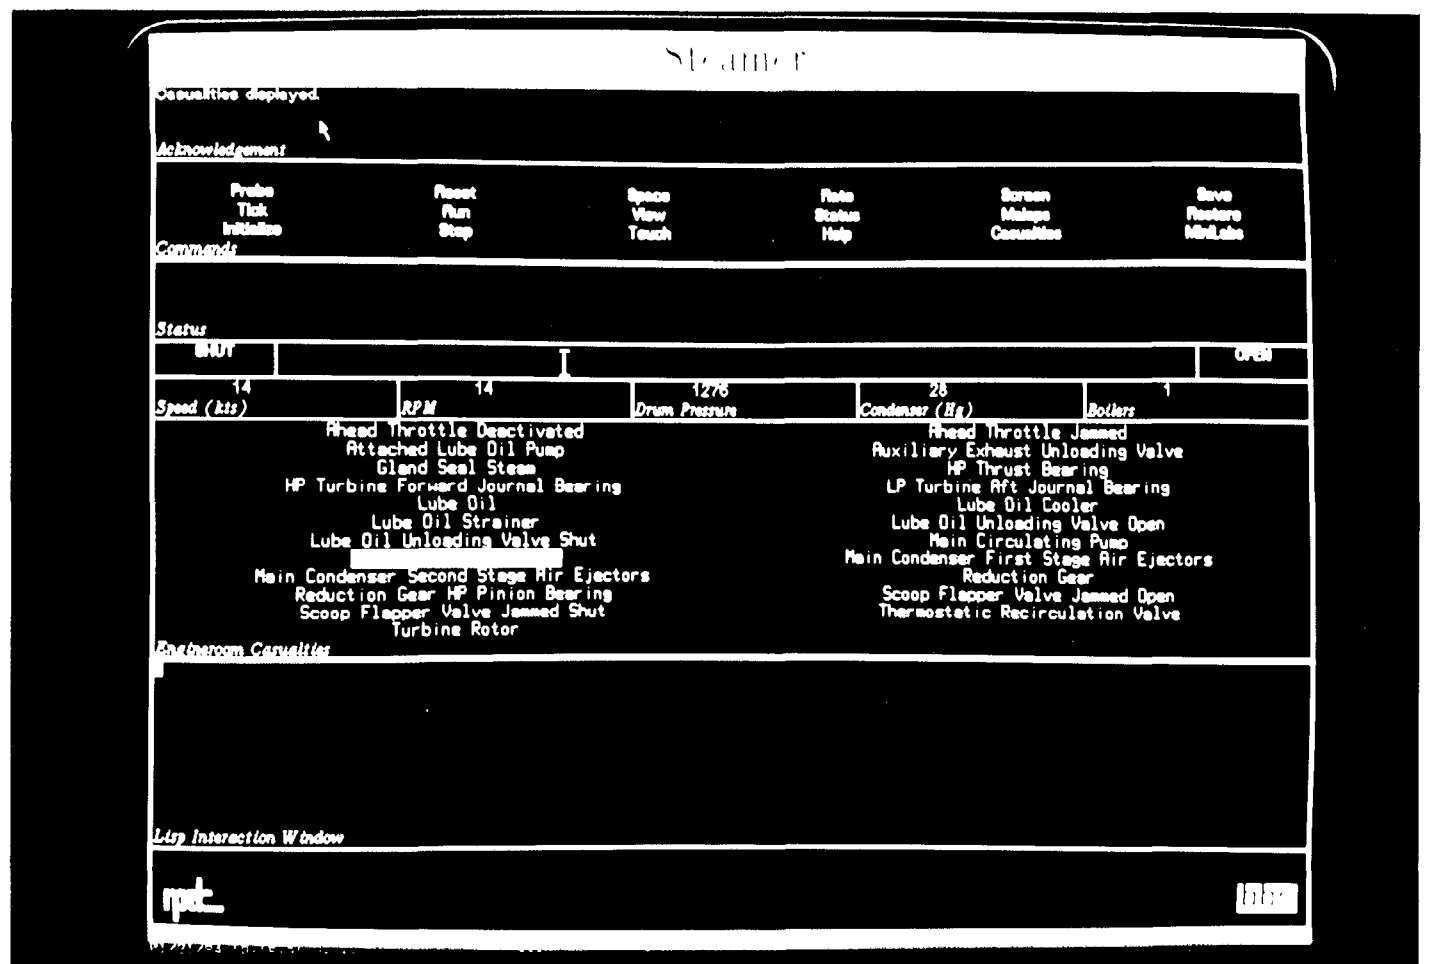 Steamer
Casualties displayed.
Acknowledgement
Probe Reset Space Rate Screen Save
Tick Run View Status Malaps Restore
Initialize Stop Touch Help Casualties MiniLabs
Commands
Status
SHUT OPEN
14 14 1276 28 1
Speed (kts) RPM Drum Pressure Condenser (Hg) Boilers
Ahead Throttle Deactivated Ahead Throttle Jammed
Attached Lube Oil Pump Auxiliary Exhaust Unloading Valve
Gland Seal Steam HP Thrust Bearing
HP Turbine Forward Journal Bearing LP Turbine Aft Journal Bearing
Lube Oil Lube Oil Cooler
Lube Oil Strainer Lube Oil Unloading Valve Open
Lube Oil Unloading Valve Shut Main Circulating Pump
Main Condenser First Stage Air Ejectors
Main Condenser Second Stage Air Ejectors Reduction Gear
Reduction Gear HP Pinion Bearing Scoop Flapper Valve Jammed Open
Scoop Flapper Valve Jammed Shut Thermostatic Recirculation Valve
Turbine Rotor
Engineroom Casualties
Lisp Interaction Window